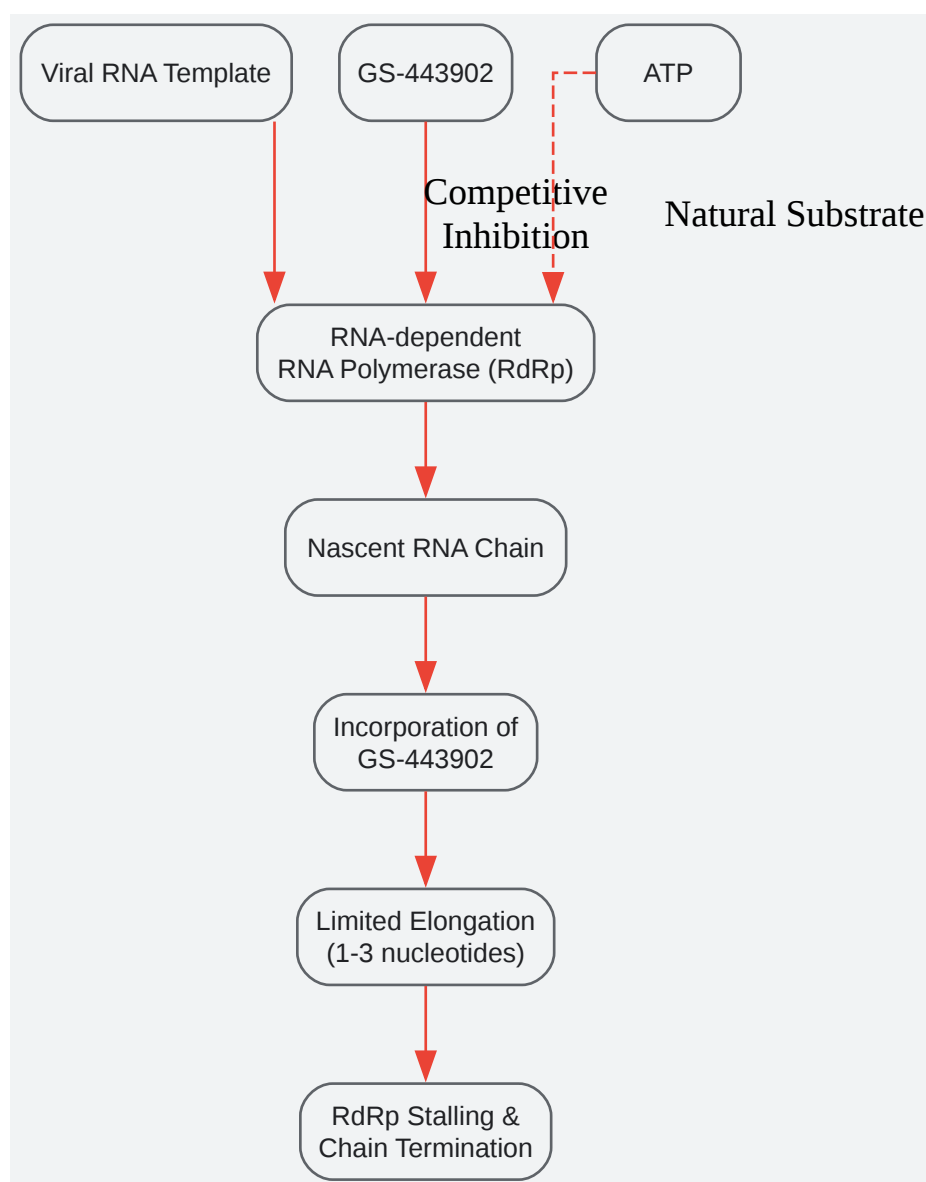 Viral RNA Template
GS-443902
ATP
Competitive
Inhibition
Natural Substrate
RNA-dependent
RNA Polymerase (RdRp)
Nascent RNA Chain
Incorporation of
GS-443902
Limited Elongation
(1-3 nucleotides)
RdRp Stalling &
Chain Termination